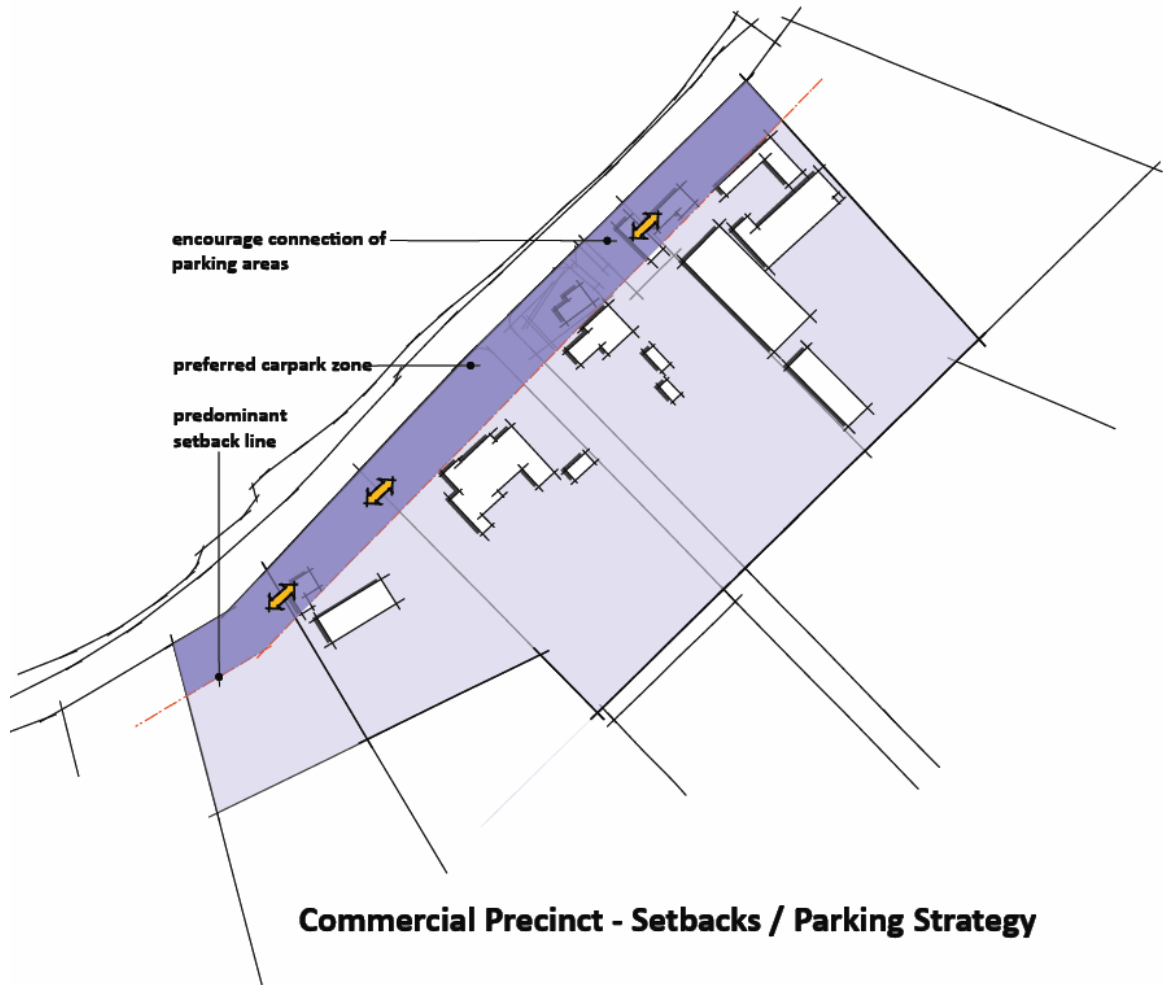 encourage connection of
parking areas
preferred carpark zone
predominant
setback line
Commercial Precinct - Setbacks / Parking Strategy